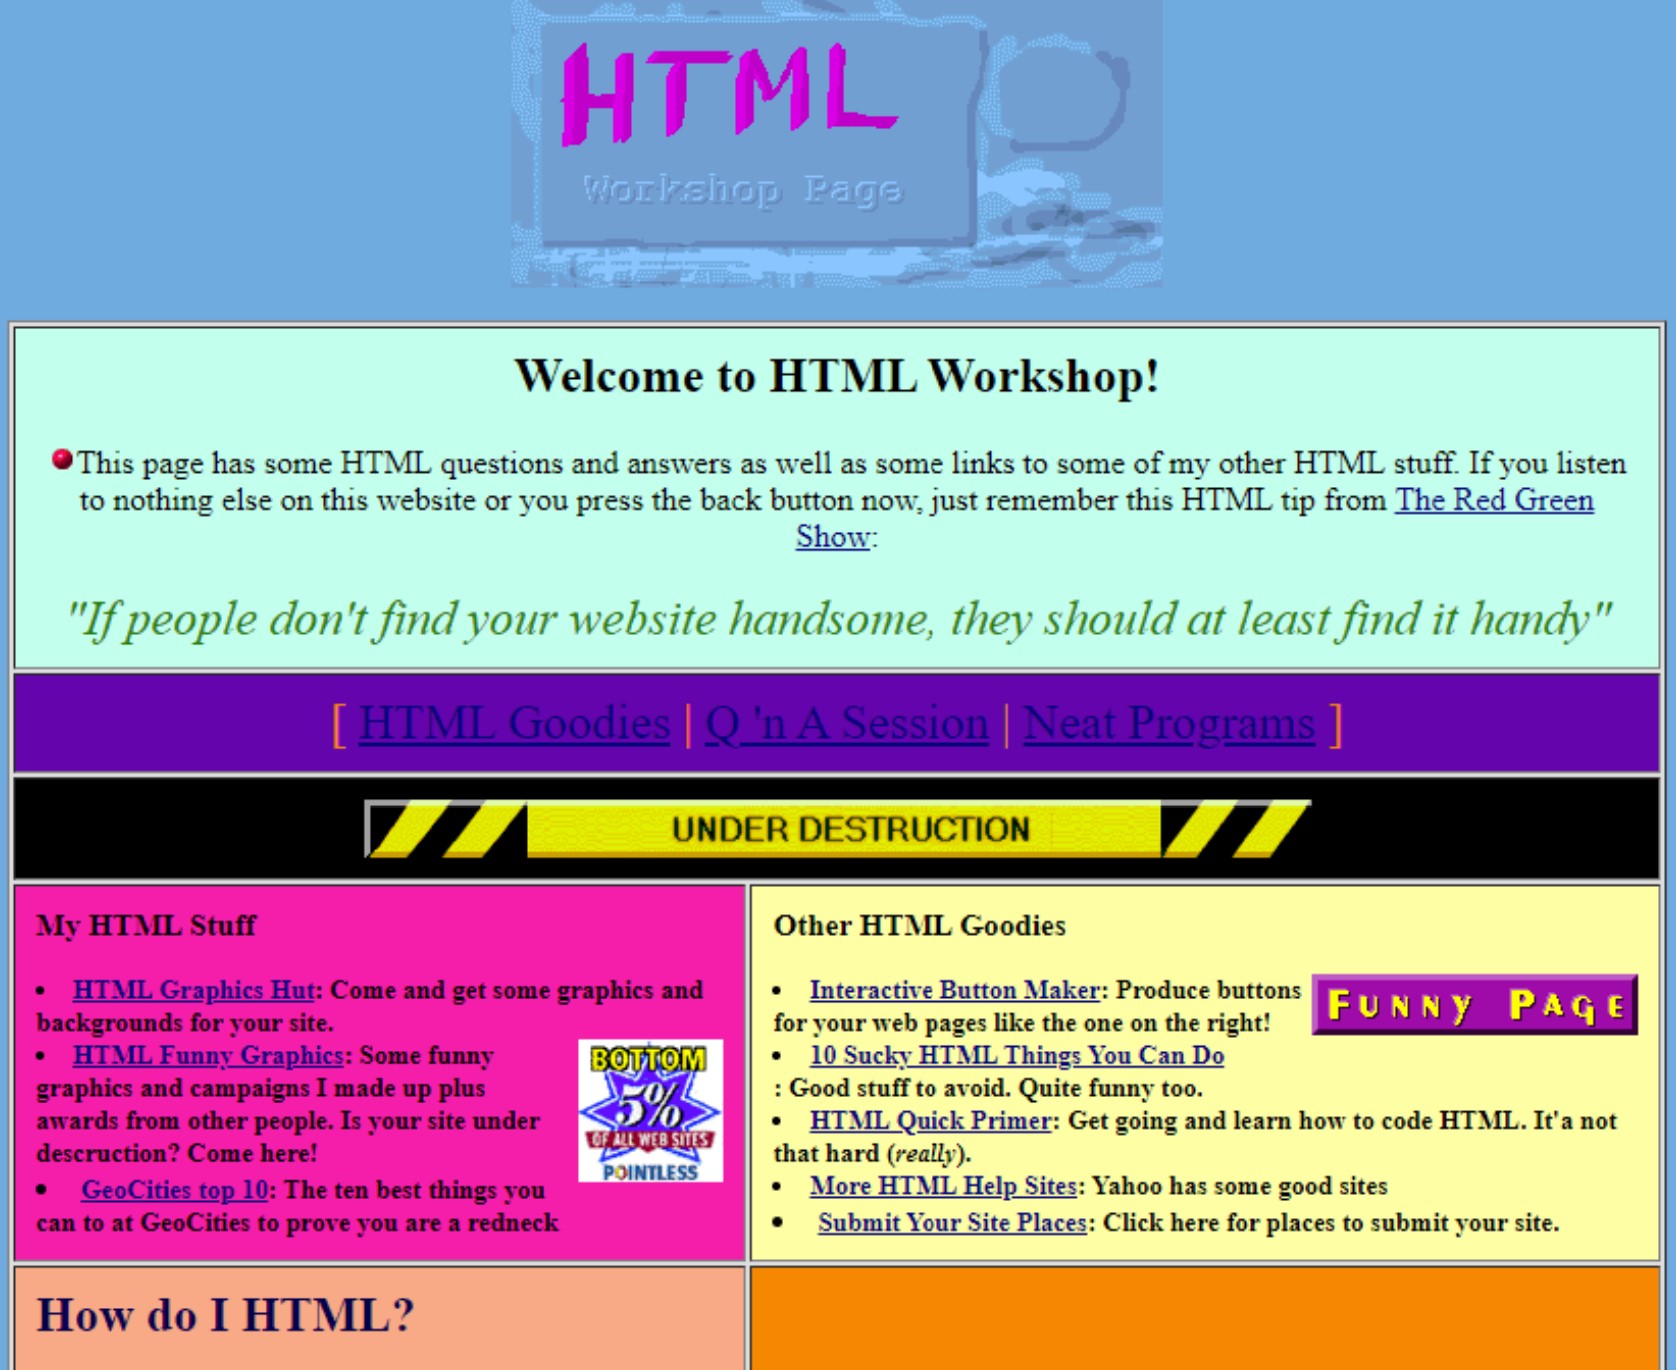 HTML
Workshop Page
Welcome to HTML Workshop!
This page has some HTML questions and answers as well as some links to some of my other HTML stuff. If you listen
to nothing else on this website or you press the back button now, just remember this HTML tip from The Red Green
Show:
"If people don't find your website handsome, they should at least find it handy"
[ HTML Goodies | Q 'n A Session | Neat Programs ]
UNDER DESTRUCTION
My HTML Stuff
• HTML Graphics Hut: Come and get some graphics and
backgrounds for your site.
• HTML Funny Graphics: Some funny
graphics and campaigns I made up plus
awards from other people. Is your site under
descruction? Come here!
• GeoCities top 10: The ten best things you
can to at GeoCities to prove you are a redneck
BOTTOM
5%
OF ALL WEB SITES
POINTLESS
Other HTML Goodies
• Interactive Button Maker: Produce buttons
for your web pages like the one on the right!
• 10 Sucky HTML Things You Can Do
: Good stuff to avoid. Quite funny too.
• HTML Quick Primer: Get going and learn how to code HTML. It'a not
that hard (really).
• More HTML Help Sites: Yahoo has some good sites
• Submit Your Site Places: Click here for places to submit your site.
FUNNY PAGE
How do I HTML?